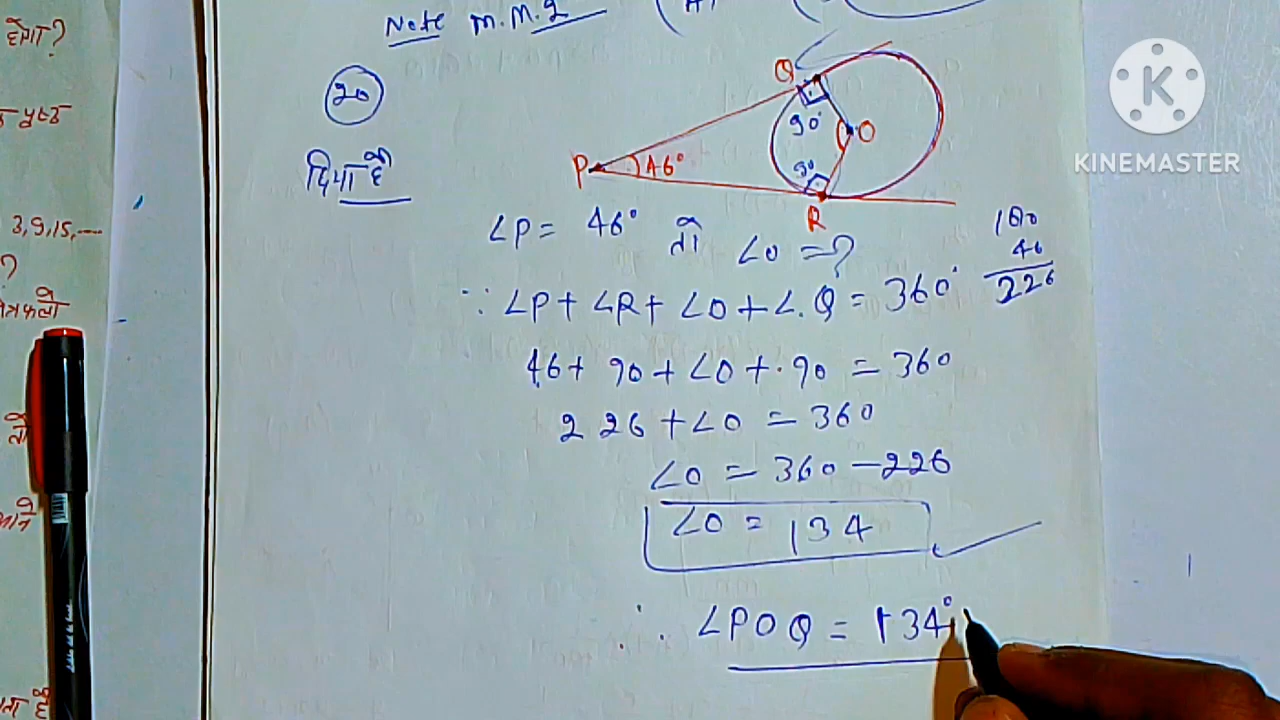 Note M.M.2
20
Q
90°
O
90
P
46°
R
KINEMASTER
दिया है
∠P = 46° तो ∠O = ?
180
46
226
∵ ∠P + ∠R + ∠O + ∠.Q = 360°
46 + 90 + ∠O + .90 = 360
226 + ∠O = 360
∠O = 360 - 226
∠O = 134
∴ ∠POQ = 134°
होगा?
3,9,15,---
?